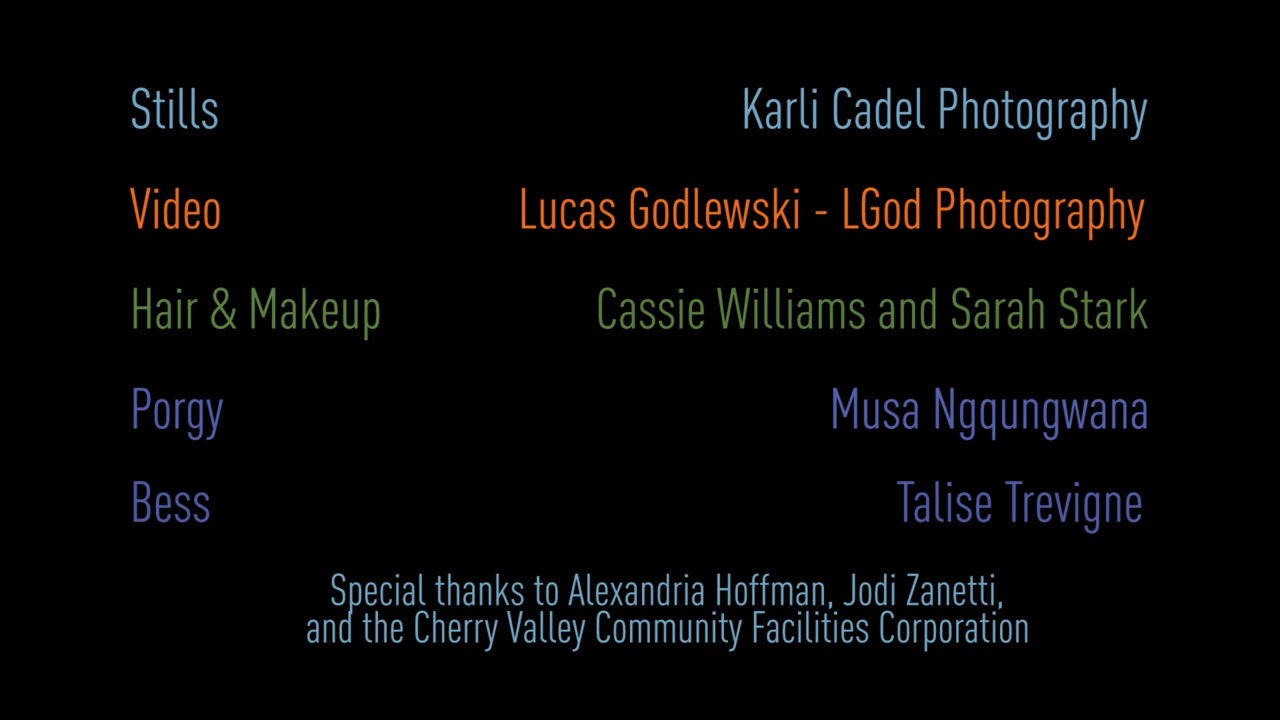 Stills Karli Cadel Photography
Video Lucas Godlewski - LGod Photography
Hair & Makeup Cassie Williams and Sarah Stark
Porgy Musa Ngqungwana
Bess Talise Trevigne
Special thanks to Alexandria Hoffman, Jodi Zanetti,
and the Cherry Valley Community Facilities Corporation